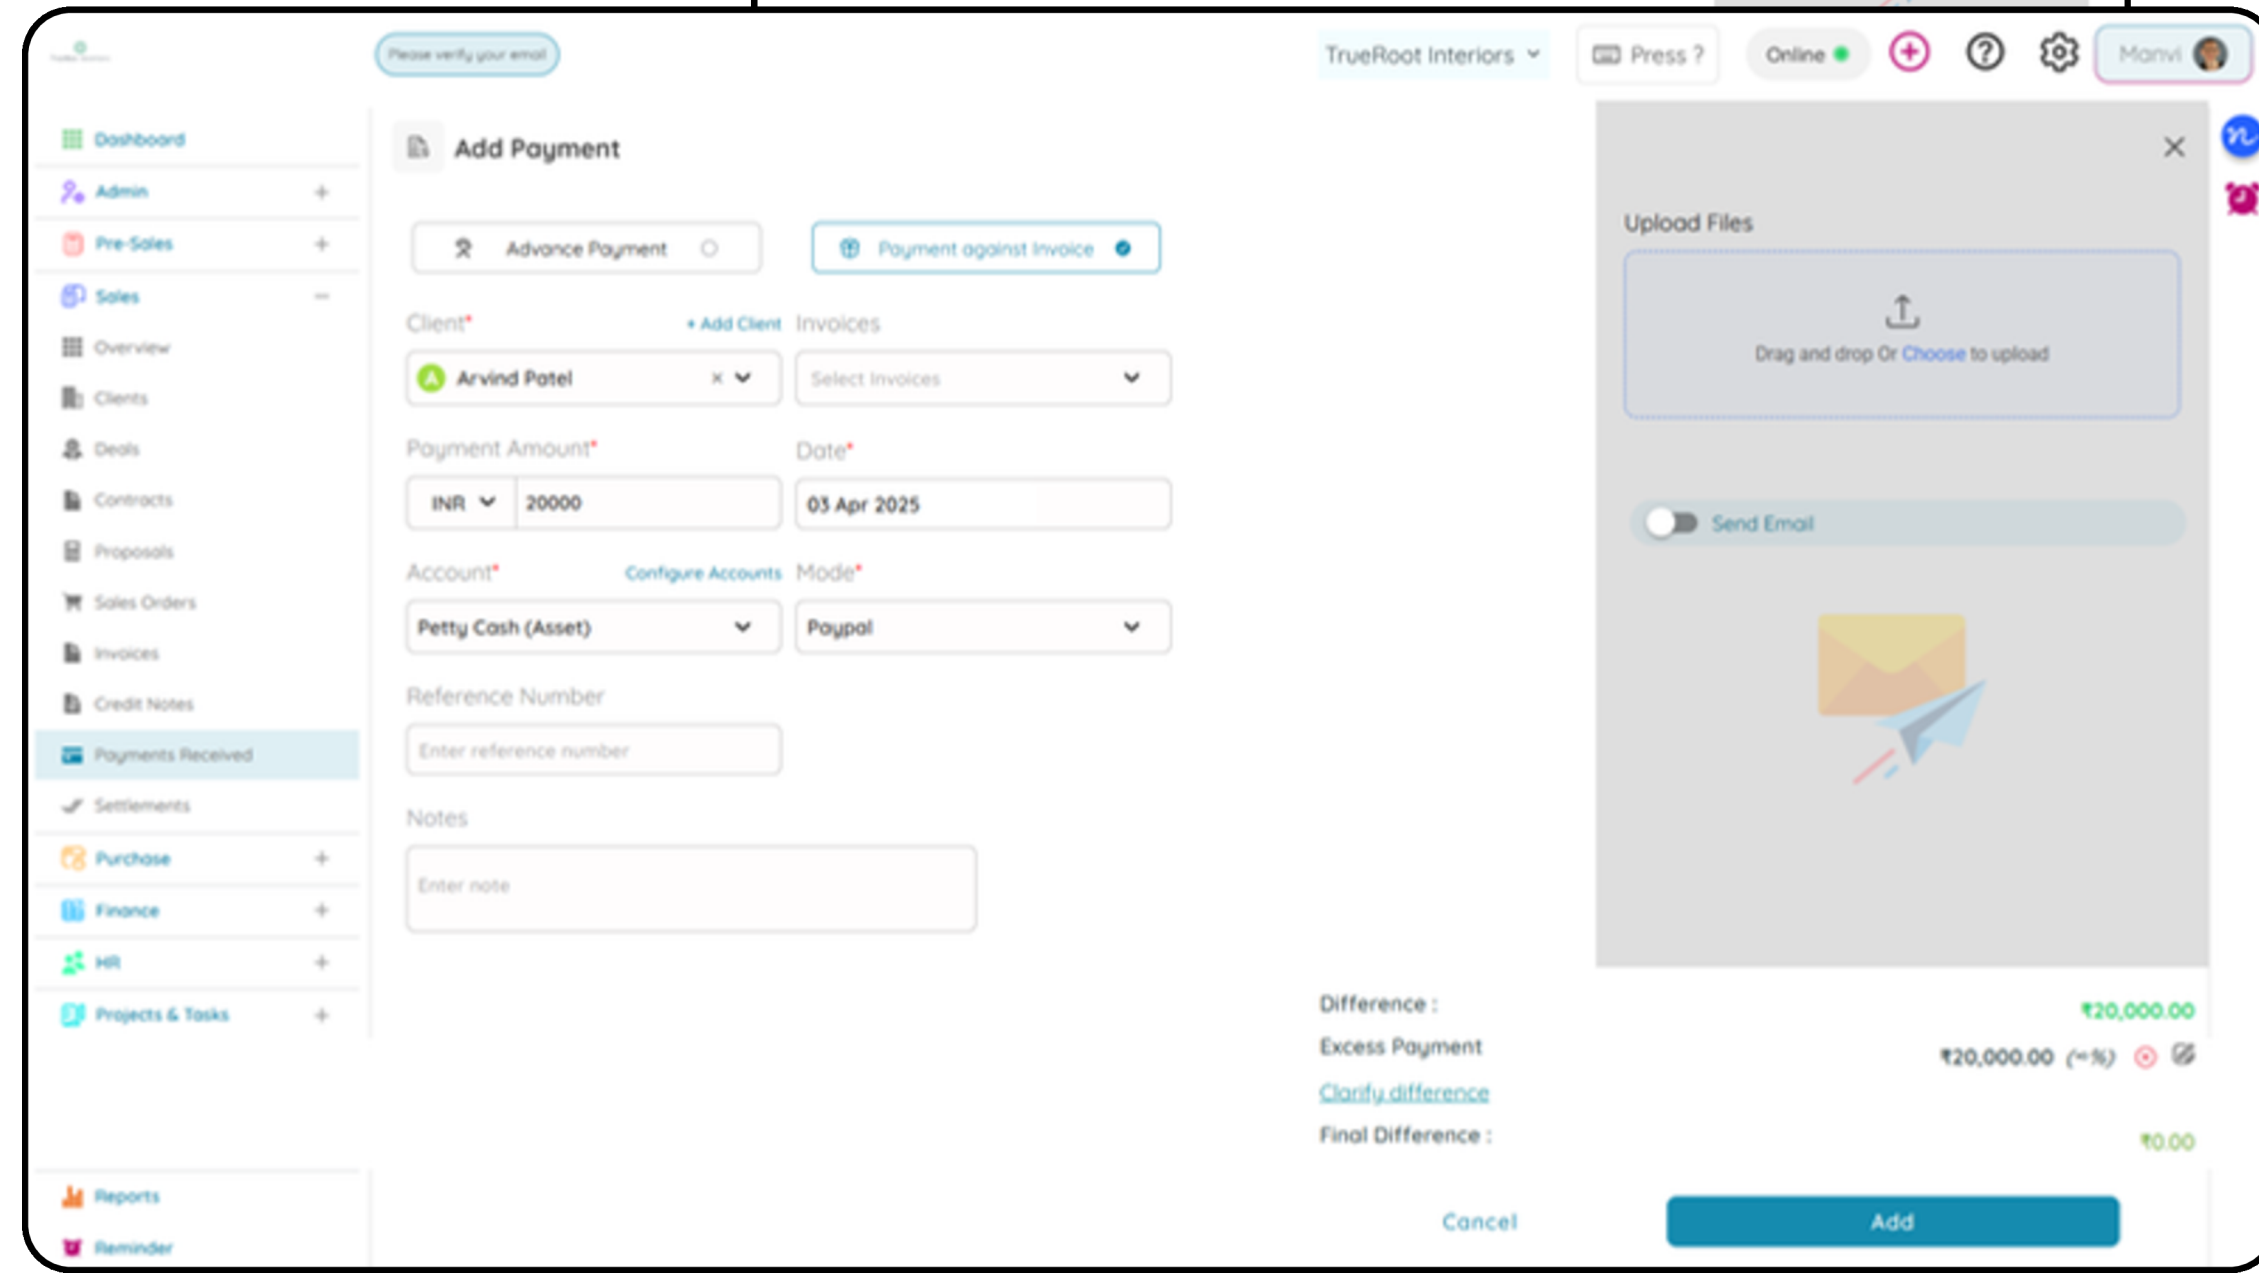 Please verify your email
TrueRoot Interiors
Press ?
Online
Manvi
Dashboard
Admin
Pre-Sales
Sales
Overview
Clients
Deals
Contracts
Proposals
Sales Orders
Invoices
Credit Notes
Payments Received
Settlements
Purchase
Finance
HR
Projects & Tasks
Reports
Reminder
Add Payment
Advance Payment
Payment against Invoice
Client* + Add Client Invoices
A Arvind Patel
Select Invoices
Payment Amount* Date*
INR 20000
03 Apr 2025
Account* Configure Accounts Mode*
Petty Cash (Asset)
Paypal
Reference Number
Enter reference number
Notes
Enter note
Upload Files
Drag and drop Or Choose to upload
Send Email
Difference : ₹20,000.00
Excess Payment ₹20,000.00
Clarify difference
Final Difference : ₹0.00
Cancel
Add